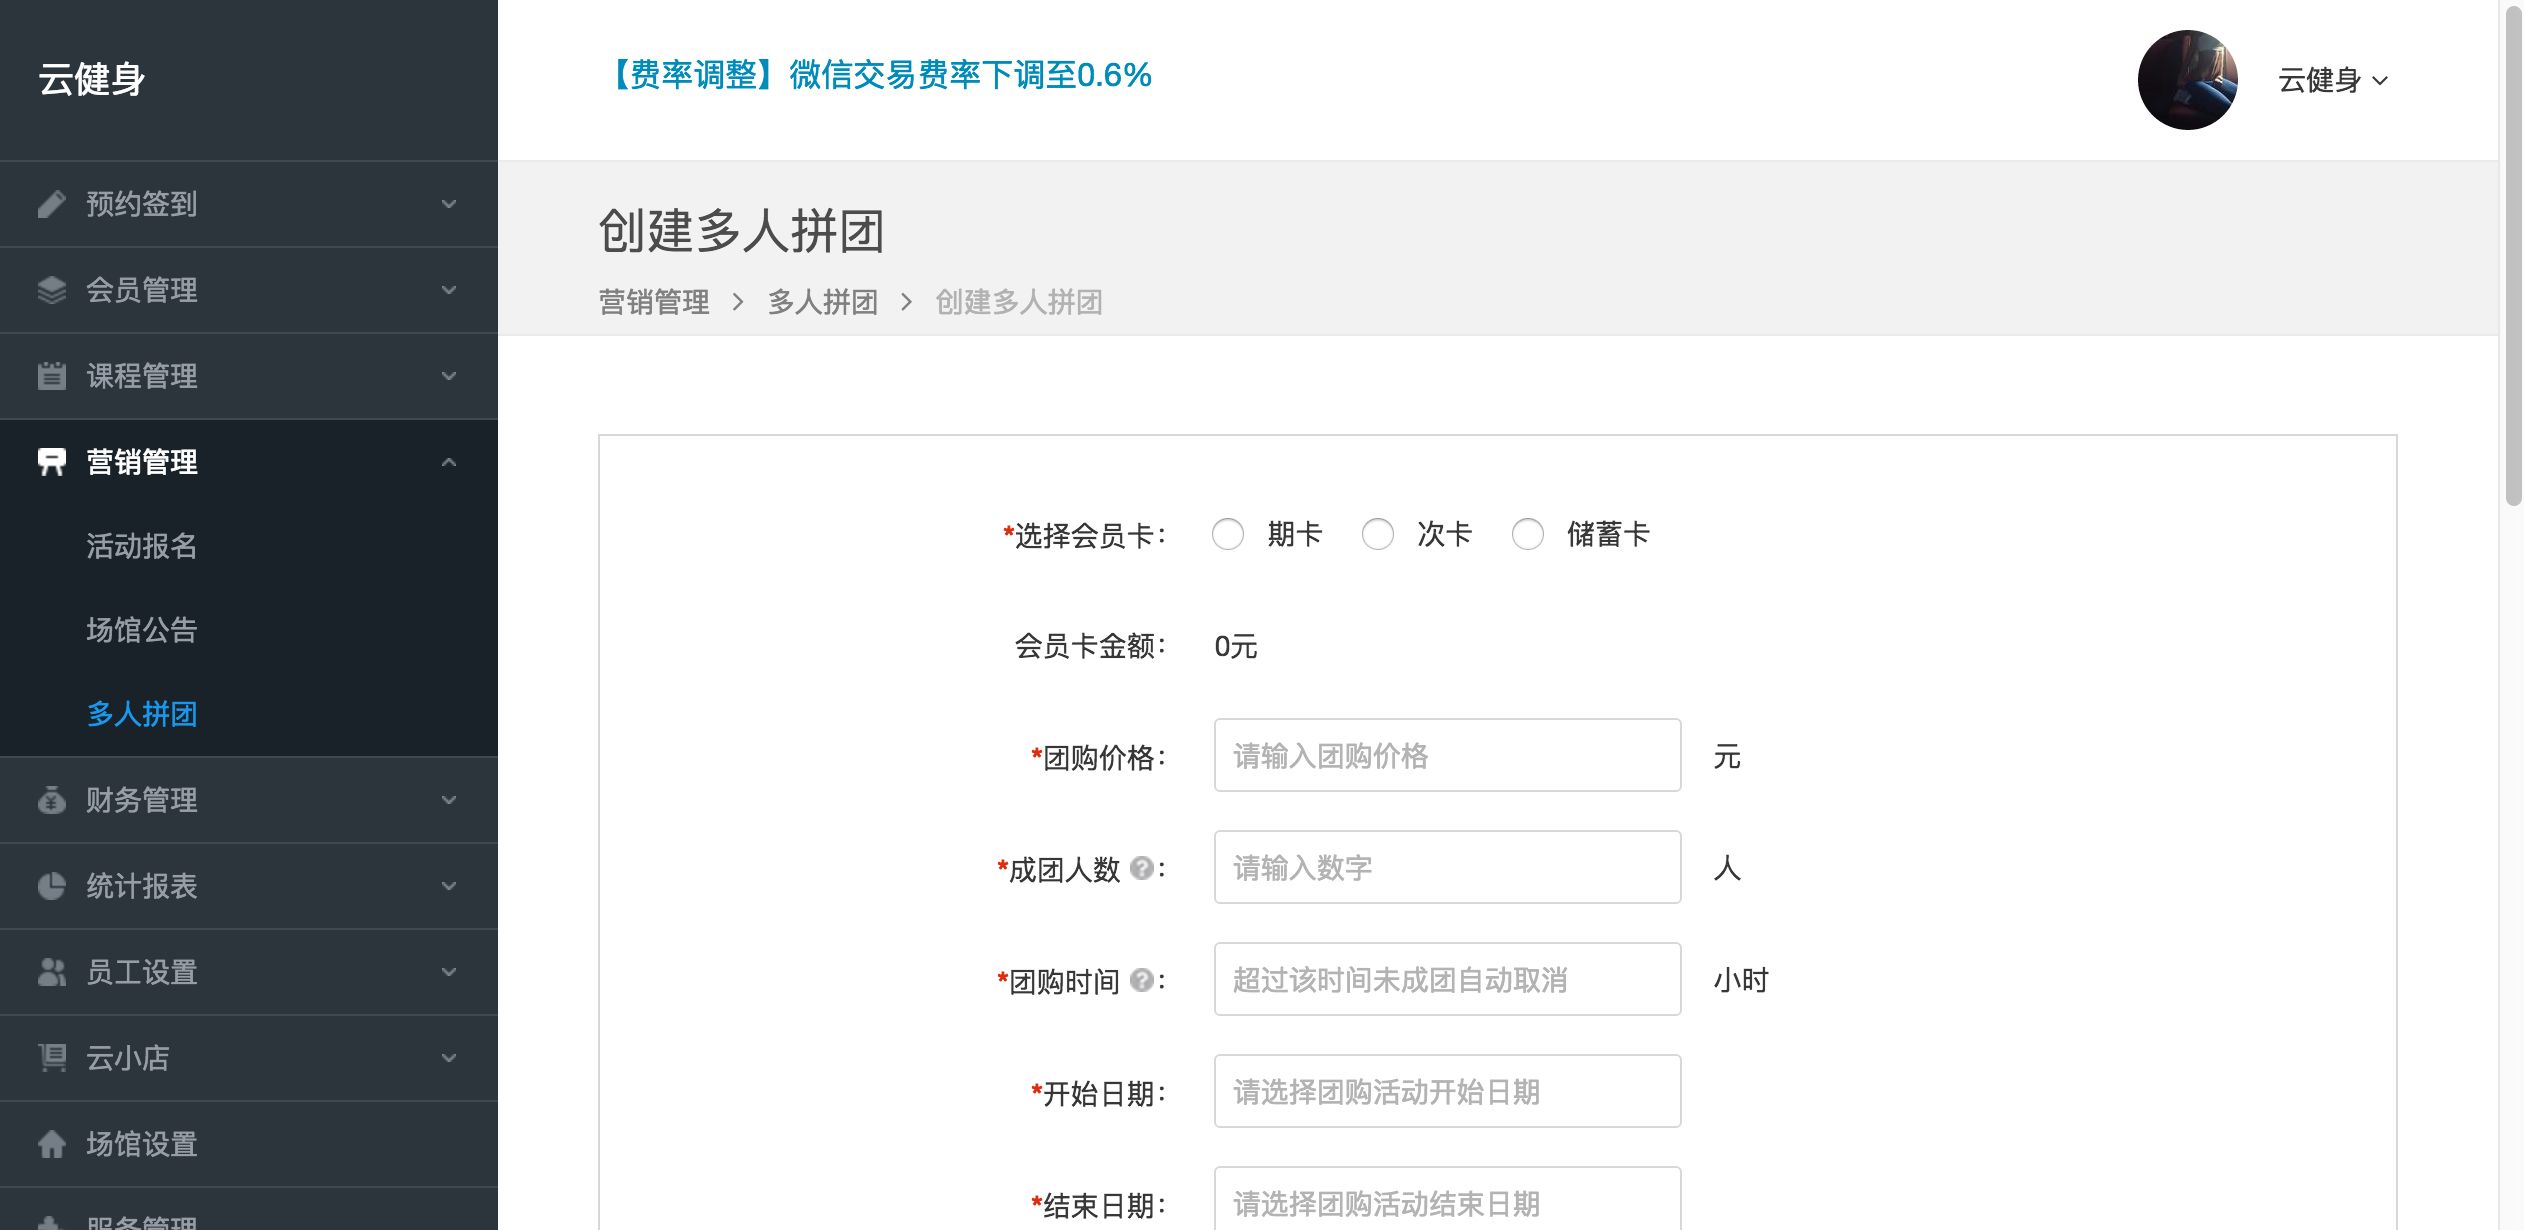 云健身
【费率调整】微信交易费率下调至0.6%
云健身
预约签到
会员管理
课程管理
营销管理
活动报名
场馆公告
多人拼团
财务管理
统计报表
员工设置
云小店
场馆设置
服务管理
创建多人拼团
营销管理 > 多人拼团 > 创建多人拼团
*选择会员卡： 期卡 次卡 储蓄卡
会员卡金额： 0元
*团购价格： 请输入团购价格 元
*成团人数 ?： 请输入数字 人
*团购时间 ?： 超过该时间未成团自动取消 小时
*开始日期： 请选择团购活动开始日期
*结束日期： 请选择团购活动结束日期